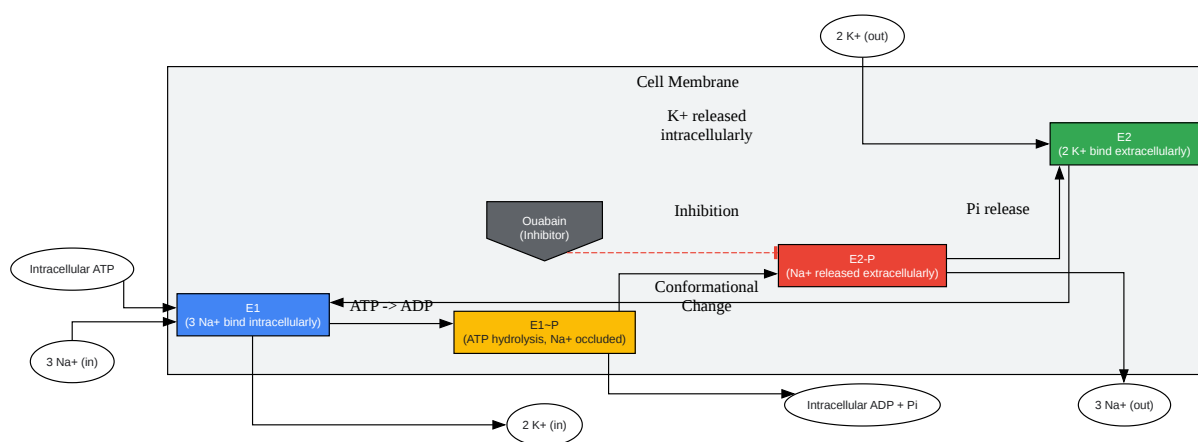 2 K+ (out)
Cell Membrane
K+ released
intracellularly
E2
(2 K+ bind extracellularly)
Ouabain
(Inhibitor)
Inhibition
Pi release
E2-P
(Na+ released extracellularly)
Intracellular ATP
Conformational
Change
E1
(3 Na+ bind intracellularly)
ATP -> ADP
E1~P
(ATP hydrolysis, Na+ occluded)
3 Na+ (in)
2 K+ (in)
Intracellular ADP + Pi
3 Na+ (out)